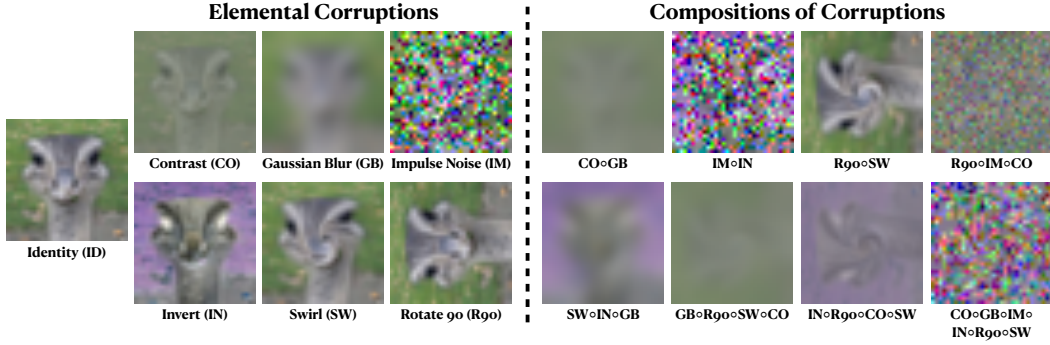 Elemental Corruptions
Compositions of Corruptions
Identity (ID)
Contrast (CO)
Gaussian Blur (GB)
Impulse Noise (IM)
Invert (IN)
Swirl (SW)
Rotate 90 (R90)
CO∘GB
IM∘IN
R90∘SW
R90∘IM∘CO
SW∘IN∘GB
GB∘R90∘SW∘CO
IN∘R90∘CO∘SW
CO∘GB∘IM∘
IN∘R90∘SW